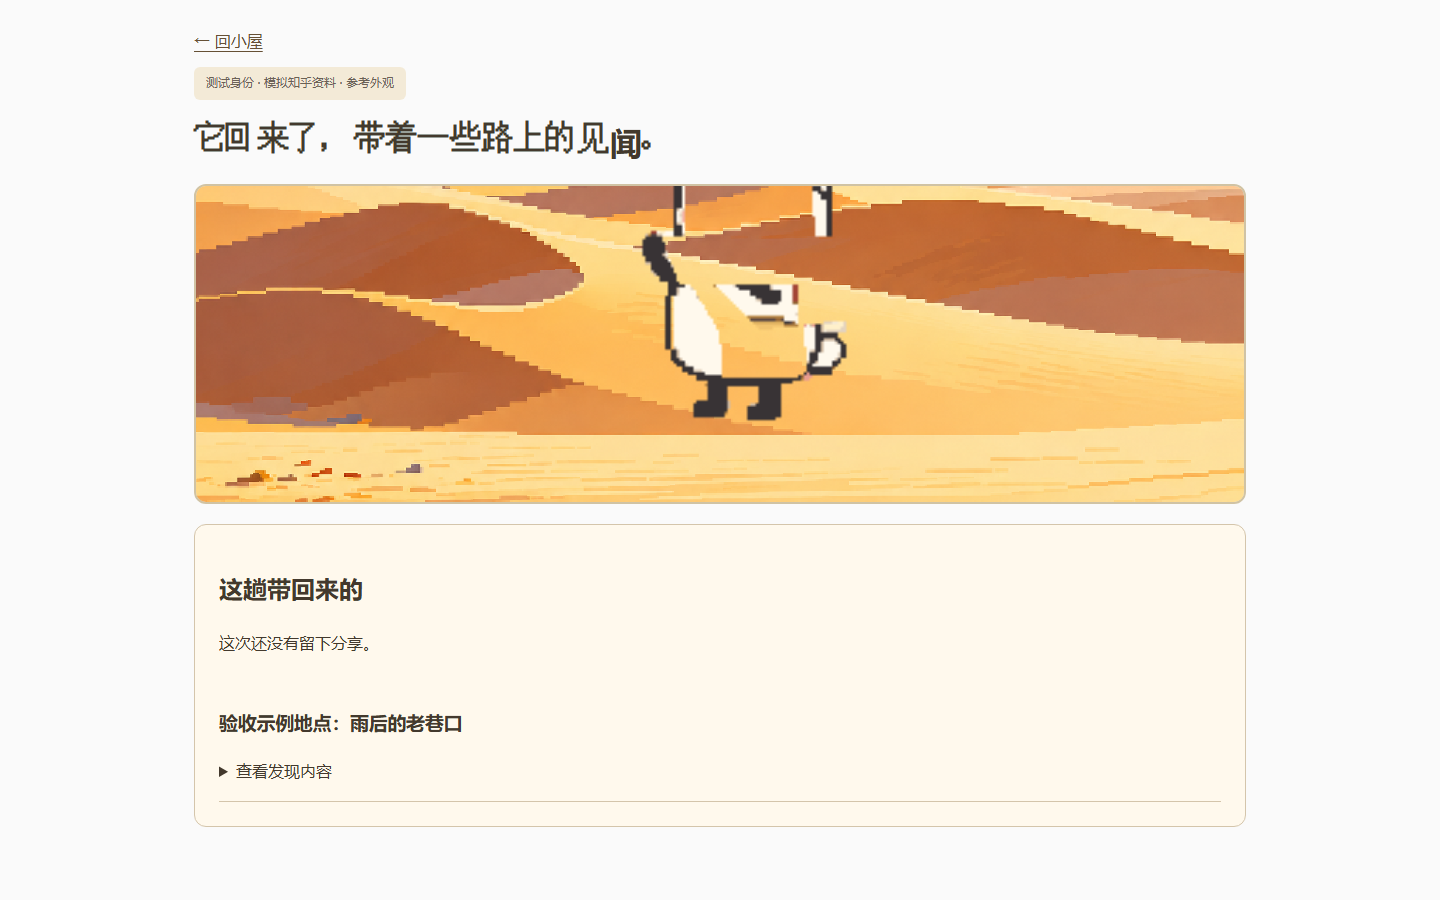 ← 回小屋
测试身份 · 模拟知乎资料 · 参考外观
它回来了，带着一些路上的见闻。
这趟带回来的
这次还没有留下分享。
验收示例地点：雨后的老巷口
▶ 查看发现内容